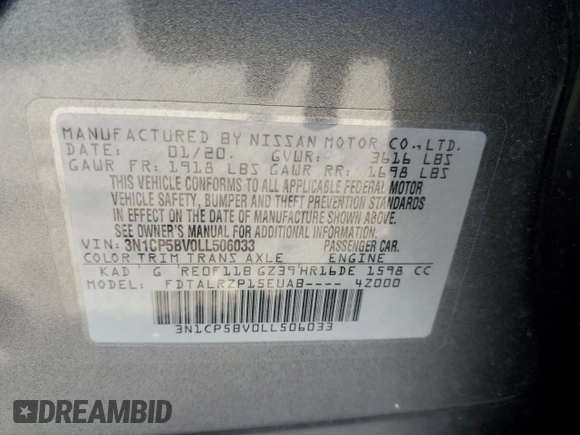 MANUFACTURED BY NISSAN MOTOR CO.,LTD.
DATE: 01/20. GVWR: 3616 LBS
GAWR FR: 1918 LBS GAWR RR: 1698 LBS
THIS VEHICLE CONFORMS TO ALL APPLICABLE FEDERAL MOTOR
VEHICLE SAFETY, BUMPER AND THEFT PREVENTION STANDARDS
IN EFFECT ON THE DATE OF MANUFACTURE SHOWN ABOVE.
SEE OWNER'S MANUAL FOR ADDITIONAL INFORMATION.
VIN: 3N1CP5BV0LL506033 PASSENGER CAR.
COLOR TRIM TRANS AXLE ENGINE
KAD G RE0F11B GZ39 HR16DE 1598 CC
MODEL: FDTALRZP15EUAB---- 4Z000
3N1CP5BV0LL506033
DREAMBID